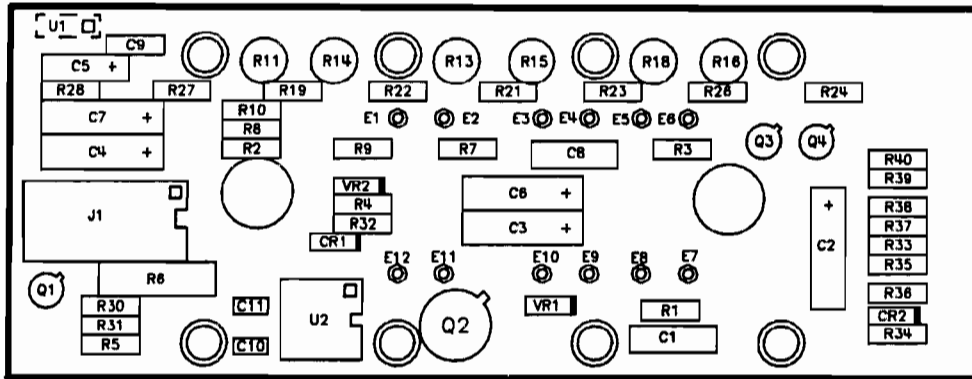 U1
C9
C5 +
R11
R14
R13
R15
R18
R16
R28
R27
R19
R22
R21
R23
R26
R24
C7 +
R10
R8
R2
E1
E2
E3
E4
E5
E6
Q3
Q4
C4 +
R9
R7
C8
R3
R40
R39
VR2
R4
R32
CR1
C6 +
C3 +
J1
+
C2
R38
R37
R33
R35
E12
E11
E10
E9
E8
E7
Q1
R6
R30
R31
R5
C11
C10
U2
Q2
VR1
R1
C1
R36
CR2
R34